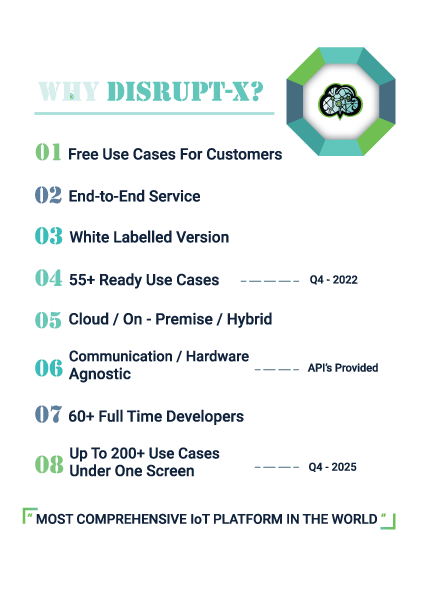 WHY DISRUPT-X?
01 Free Use Cases For Customers
02 End-to-End Service
03 White Labelled Version
04 55+ Ready Use Cases Q4 - 2022
05 Cloud / On - Premise / Hybrid
06 Communication / Hardware
Agnostic API's Provided
07 60+ Full Time Developers
08 Up To 200+ Use Cases
Under One Screen Q4 - 2025
" MOST COMPREHENSIVE IoT PLATFORM IN THE WORLD "